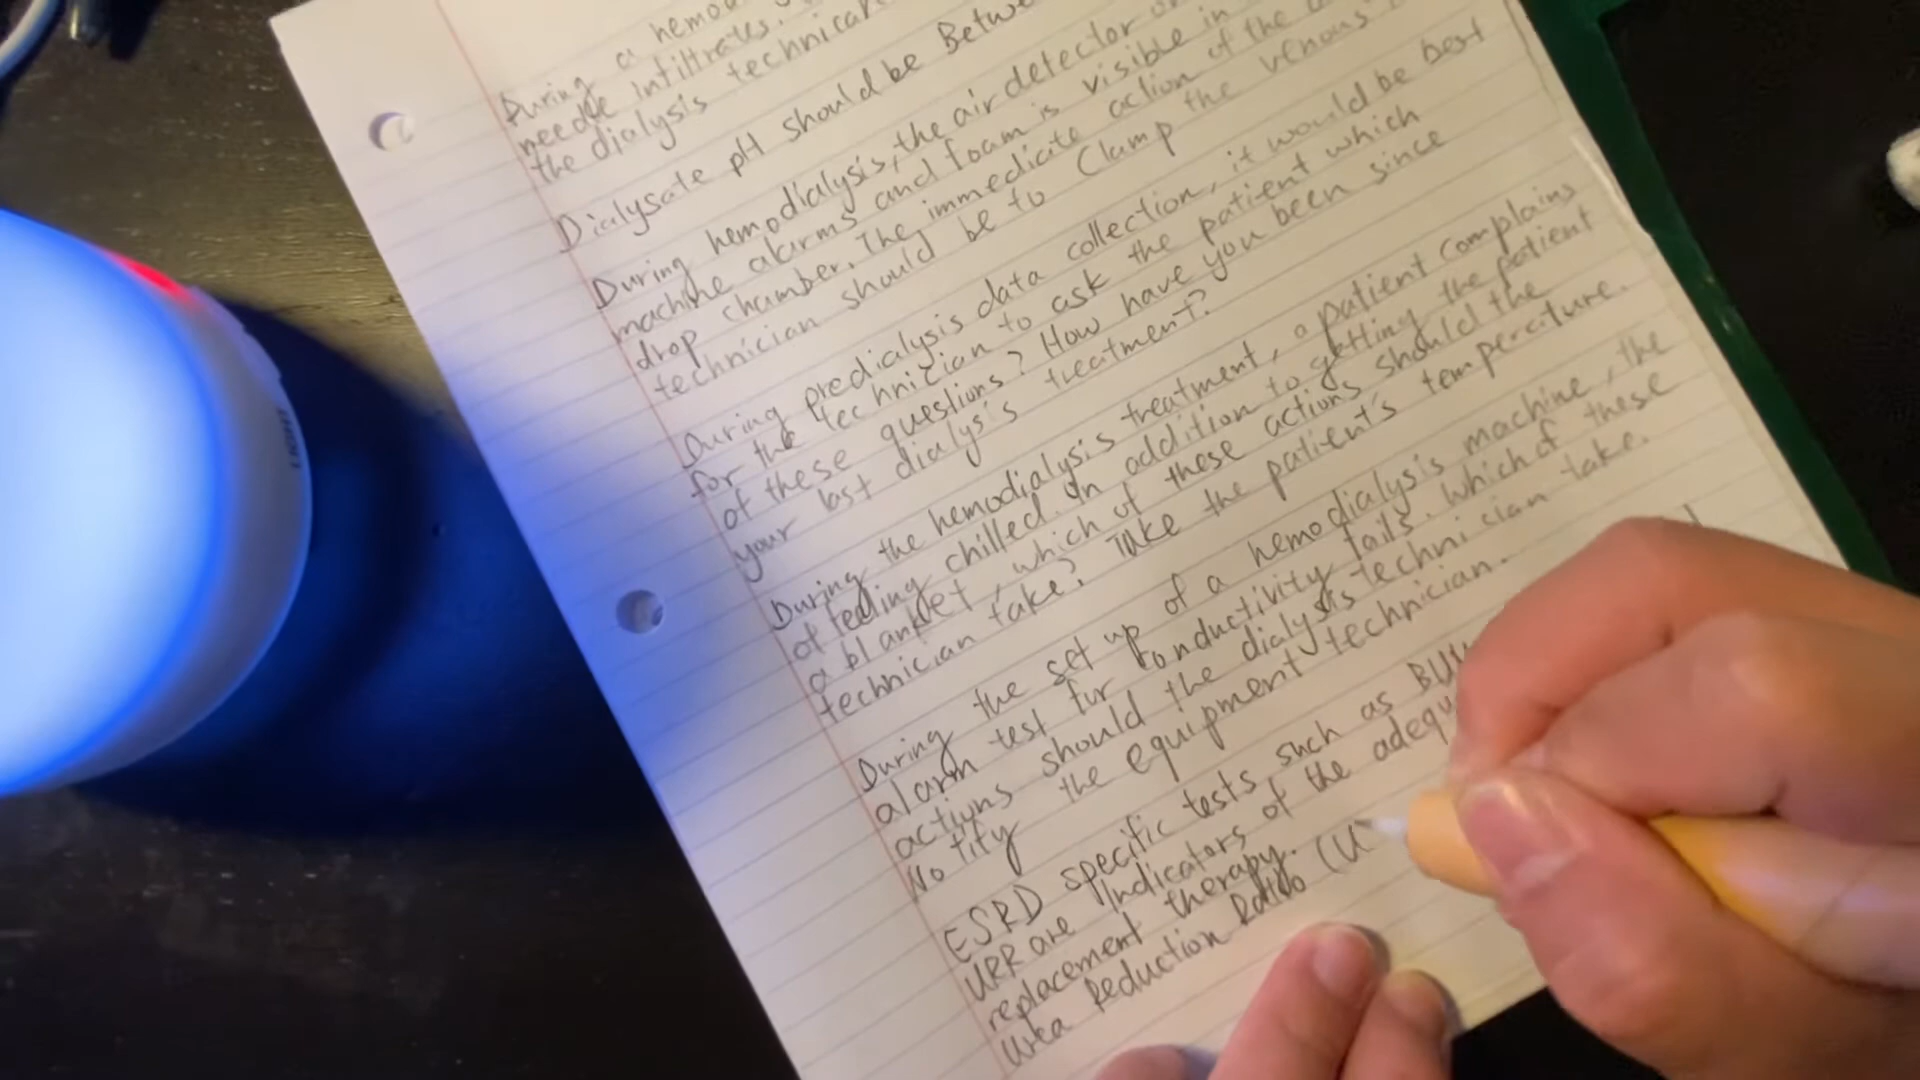 During a hemod
needle infiltrates.
the dialysis technician
Dialysate pH should be Betwe
During hemodialysis, the air detector on
machine alarms and foam is visible in
drop chamber. The immedicite action of the
technician should be to Clamp the venous
During predialysis data collection, it would be best
for the technician to ask the patient which
of these questions? How have you been since
your last dialysis treatment?
During the hemodialysis treatment, a patient complains
of feeling chilled. In addition to getting the patient
a blanket, which of these actions should the
technician take? Take the patient's temperature.
During the set up of a hemodialysis machine, the
alarm test for conductivity fails. Which of these
actions should the dialysis technician take.
Notify the equipment technician.
ESRD specific tests such as BU
URR are Indicators of the adequ
replacement therapy.
Urea Reduction Ratio (U
LIGHT